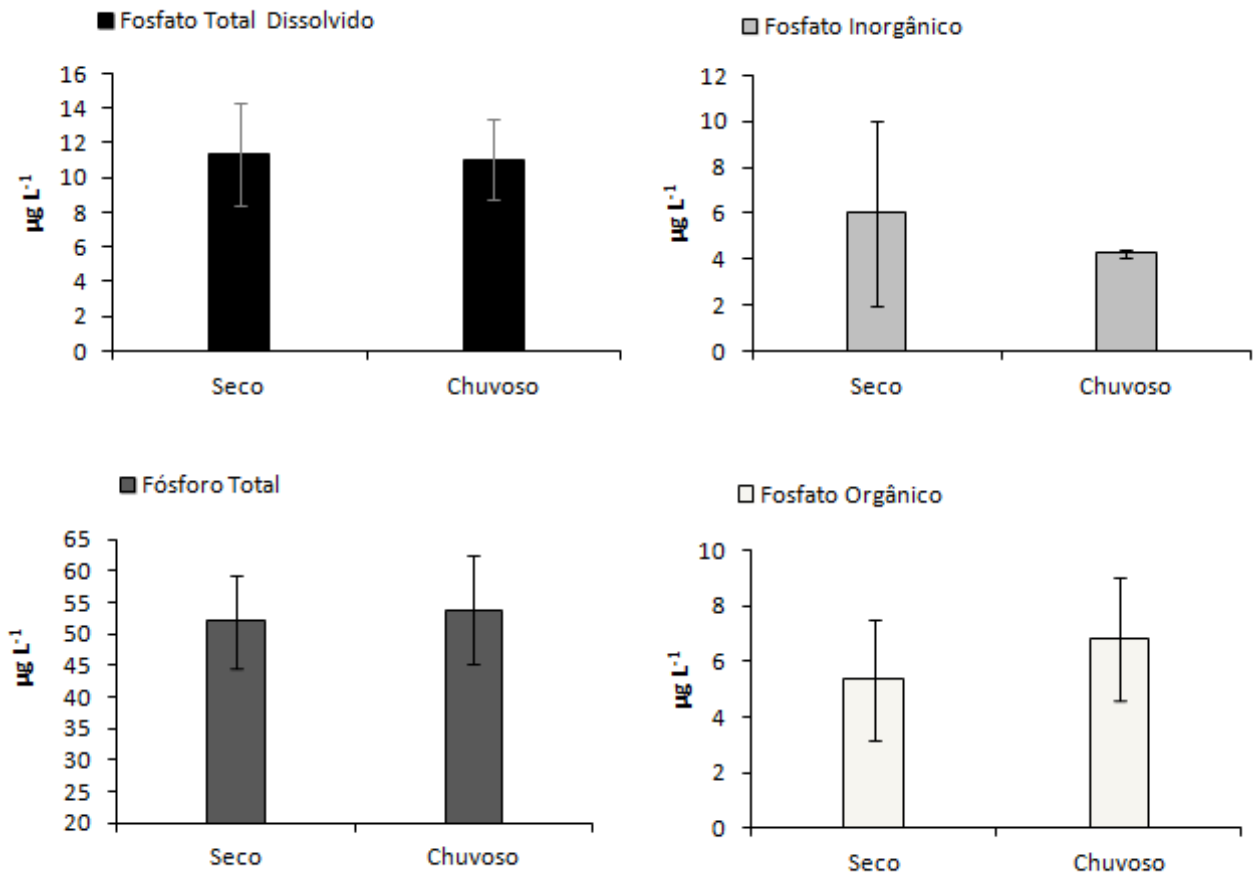 Fosfato Total Dissolvido
16
14
12
10
8
6
4
2
0
µg L-1
Seco Chuvoso
Fosfato Inorgânico
12
10
8
6
4
2
0
µg L-1
Seco Chuvoso
Fósforo Total
65
60
55
50
45
40
35
30
25
20
µg L-1
Seco Chuvoso
Fosfato Orgânico
10
8
6
4
2
0
µg L-1
Seco Chuvoso